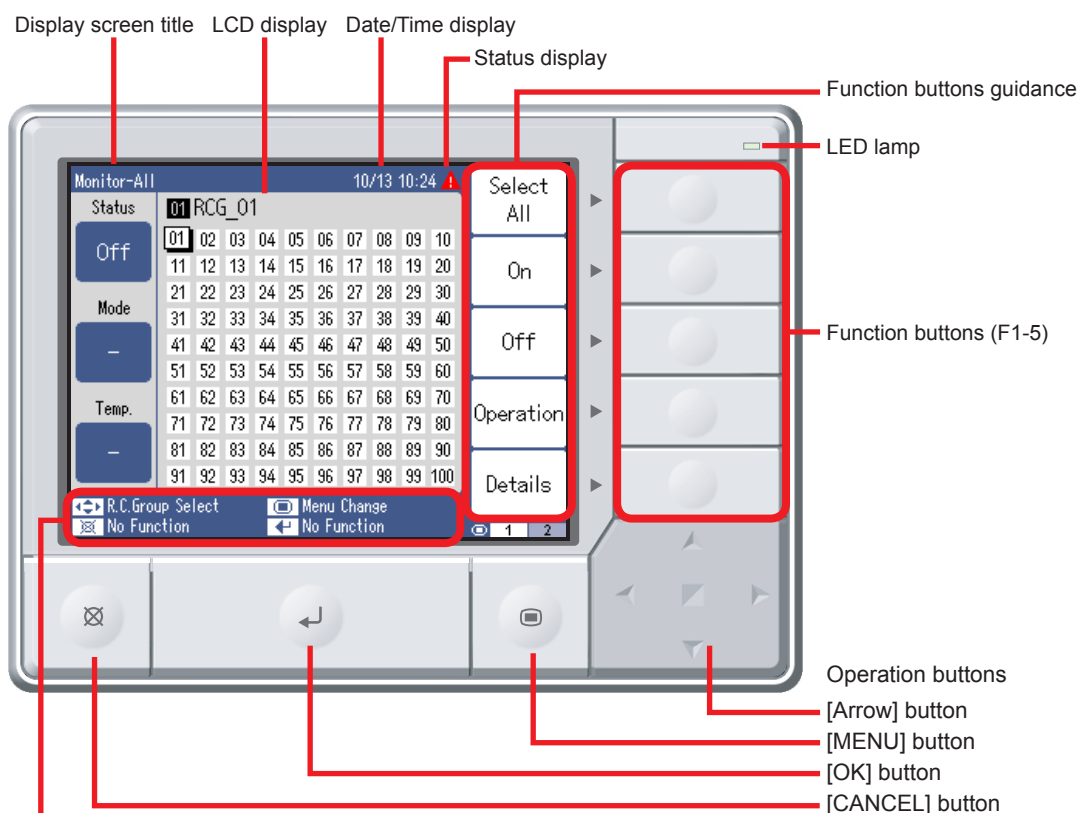 Display screen title LCD display Date/Time display
Status display
Function buttons guidance
LED lamp
Monitor-All 10/13 10:24
Status
Off
Mode
–
Temp.
–
01 RCG_01
01 02 03 04 05 06 07 08 09 10
11 12 13 14 15 16 17 18 19 20
21 22 23 24 25 26 27 28 29 30
31 32 33 34 35 36 37 38 39 40
41 42 43 44 45 46 47 48 49 50
51 52 53 54 55 56 57 58 59 60
61 62 63 64 65 66 67 68 69 70
71 72 73 74 75 76 77 78 79 80
81 82 83 84 85 86 87 88 89 90
91 92 93 94 95 96 97 98 99 100
Select
All
On
Off
Operation
Details
Function buttons (F1-5)
R.C.Group Select Menu Change
No Function No Function
1 2
Operation buttons
[Arrow] button
[MENU] button
[OK] button
[CANCEL] button